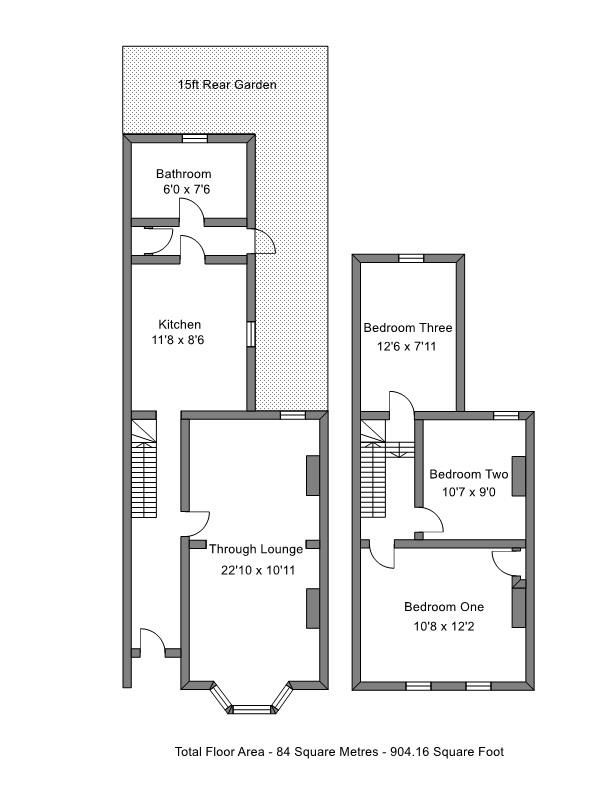 15ft Rear Garden
Bathroom
6'0 x 7'6
Kitchen
11'8 x 8'6
Through Lounge
22'10 x 10'11
Bedroom Three
12'6 x 7'11
Bedroom Two
10'7 x 9'0
Bedroom One
10'8 x 12'2
Total Floor Area - 84 Square Metres - 904.16 Square Foot